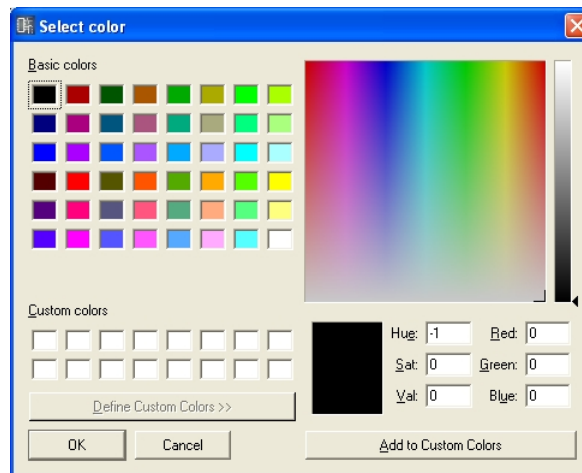 Select color
Basic colors
Custom colors
Define Custom Colors >>
OK
Cancel
Hue: -1
Red: 0
Sat: 0
Green: 0
Val: 0
Blue: 0
Add to Custom Colors